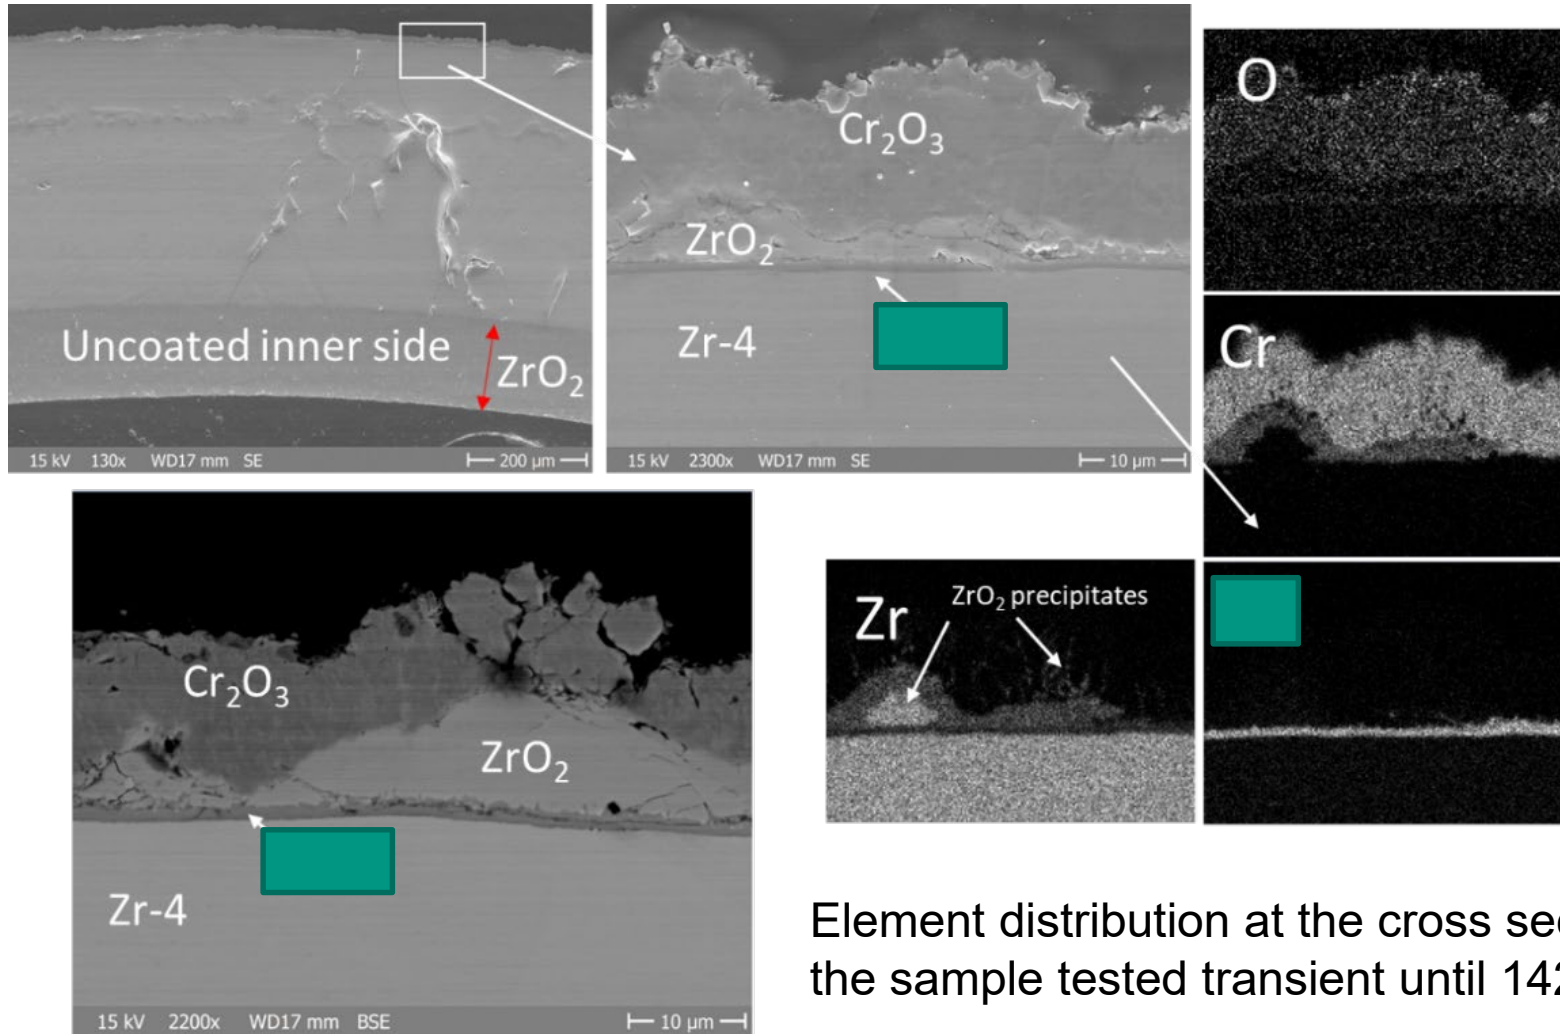 Uncoated inner side
ZrO₂
15 kV 130x WD17 mm SE 200 µm
Cr₂O₃
ZrO₂
Zr-4
15 kV 2300x WD17 mm SE 10 µm
O
Cr
Cr₂O₃
ZrO₂
Zr-4
15 kV 2200x WD17 mm BSE 10 µm
Zr
ZrO₂ precipitates
Element distribution at the cross
the sample tested transient until